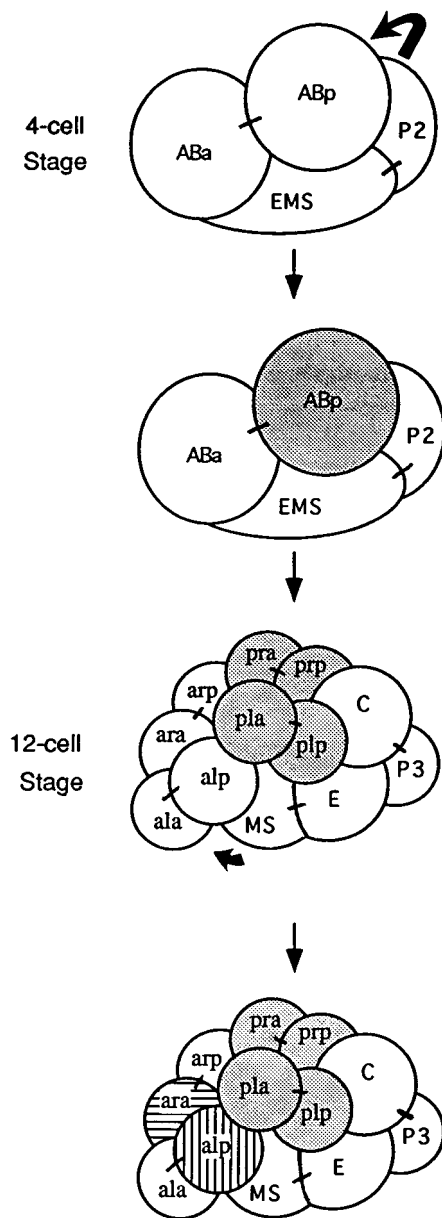 4-cell
Stage
ABa
ABp
P2
EMS
ABa
ABp
P2
EMS
12-cell
Stage
pra
prp
arp
pla
C
ara
plp
alp
P3
ala
MS
E
pra
prp
arp
pla
C
ara
plp
alp
P3
ala
MS
E